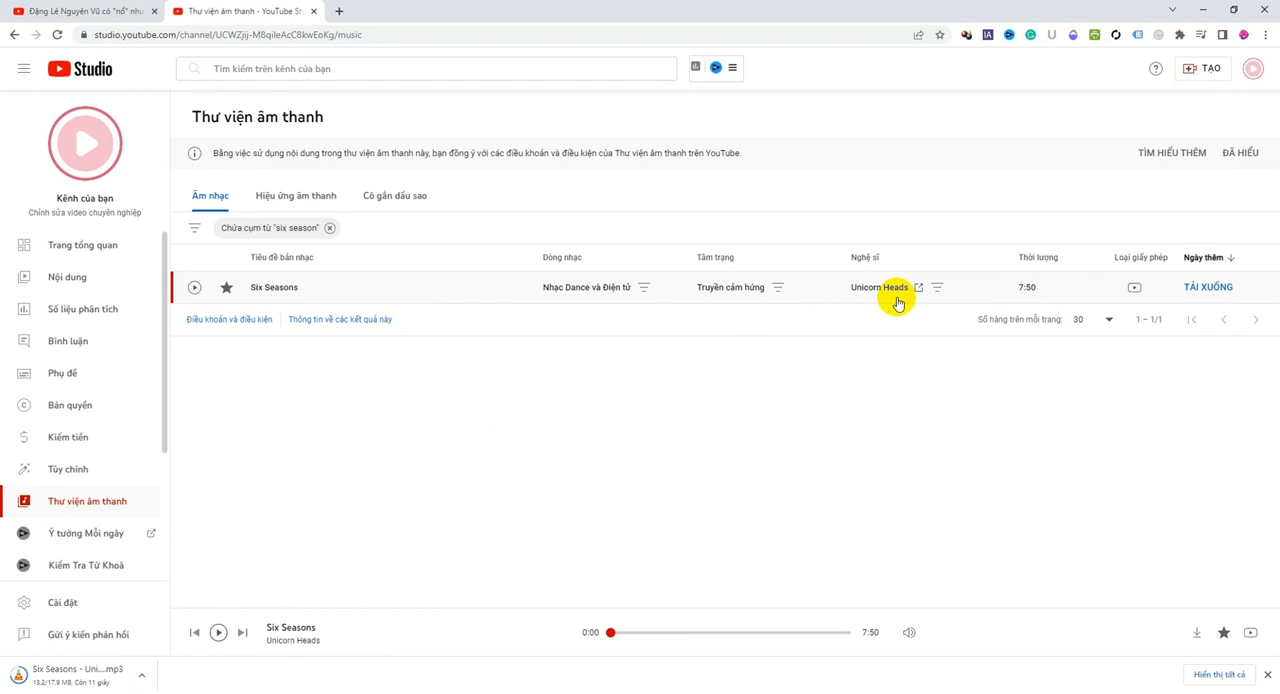 Đặng Lê Nguyên Vũ có "nổ" như
Thư viện âm thanh - YouTube St
studio.youtube.com/channel/UCWZjij-M8qileAcC8kwEoKg/music
Studio
Tìm kiếm trên kênh của bạn
TẠO
Kênh của bạn
Chỉnh sửa video chuyên nghiệp
Trang tổng quan
Nội dung
Số liệu phân tích
Bình luận
Phụ đề
Bản quyền
Kiếm tiền
Tùy chỉnh
Thư viện âm thanh
Ý tưởng Mỗi ngày
Kiểm Tra Từ Khoá
Cài đặt
Gửi ý kiến phản hồi
Thư viện âm thanh
Bằng việc sử dụng nội dung trong thư viện âm thanh này, bạn đồng ý với các điều khoản và điều kiện của Thư viện âm thanh trên YouTube.
TÌM HIỂU THÊM ĐÃ HIỂU
Âm nhạc Hiệu ứng âm thanh Có gắn dấu sao
Chứa cụm từ "six season"
Tiêu đề bản nhạc Dòng nhạc Tâm trạng Nghệ sĩ Thời lượng Loại giấy phép Ngày thêm
Six Seasons Nhạc Dance và Điện tử Truyền cảm hứng Unicorn Heads 7:50 TẢI XUỐNG
Điều khoản và điều kiện Thông tin về các kết quả này Số hàng trên mỗi trang: 30 1 – 1/1
Six Seasons
Unicorn Heads
0:00 7:50
Six Seasons - Uni....mp3
13,2/17,9 MB, Còn 11 giây
Hiển thị tất cả